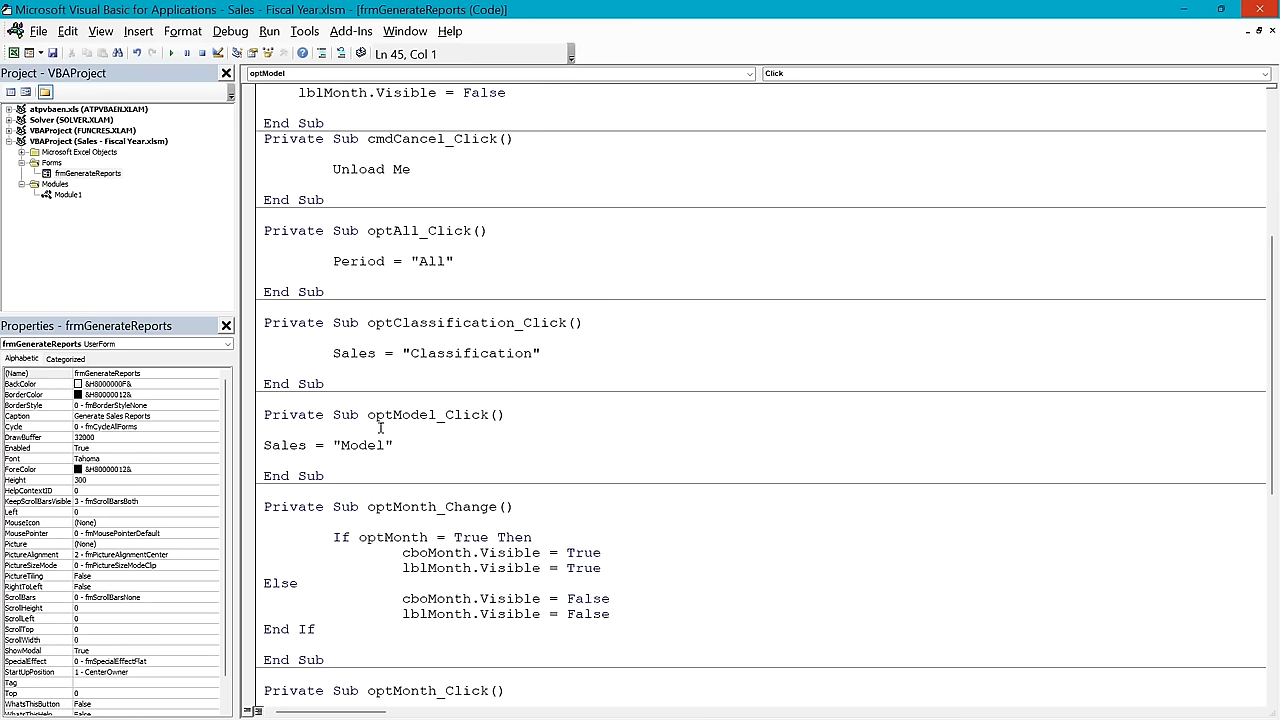 Microsoft Visual Basic for Applications - Sales - Fiscal Year.xlsm - [frmGenerateReports (Code)]
File Edit View Insert Format Debug Run Tools Add-Ins Window Help
Ln 45, Col 1
Project - VBAProject
atpvbaen.xls (ATPVBAEN.XLAM)
Solver (SOLVER.XLAM)
VBAProject (FUNCRES.XLAM)
VBAProject (Sales - Fiscal Year.xlsm)
Microsoft Excel Objects
Forms
frmGenerateReports
Modules
Module1
Properties - frmGenerateReports
frmGenerateReports UserForm
Alphabetic Categorized
(Name) frmGenerateReports
BackColor &H8000000F&
BorderColor &H80000012&
BorderStyle 0 - fmBorderStyleNone
Caption Generate Sales Reports
Cycle 0 - fmCycleAllForms
DrawBuffer 32000
Enabled True
Font Tahoma
ForeColor &H80000012&
Height 300
HelpContextID 0
KeepScrollBarsVisible 3 - fmScrollBarsBoth
Left 0
MouseIcon (None)
MousePointer 0 - fmMousePointerDefault
Picture (None)
PictureAlignment 2 - fmPictureAlignmentCenter
PictureSizeMode 0 - fmPictureSizeModeClip
PictureTiling False
RightToLeft False
ScrollBars 0 - fmScrollBarsNone
ScrollHeight 0
ScrollLeft 0
ScrollTop 0
ScrollWidth 0
ShowModal True
SpecialEffect 0 - fmSpecialEffectFlat
StartUpPosition 1 - CenterOwner
Tag
Top 0
WhatsThisButton False
WhatsThisHelp False
optModel Click
lblMonth.Visible = False
End Sub
Private Sub cmdCancel_Click()
Unload Me
End Sub
Private Sub optAll_Click()
Period = "All"
End Sub
Private Sub optClassification_Click()
Sales = "Classification"
End Sub
Private Sub optModel_Click()
Sales = "Model"
End Sub
Private Sub optMonth_Change()
If optMonth = True Then
cboMonth.Visible = True
lblMonth.Visible = True
Else
cboMonth.Visible = False
lblMonth.Visible = False
End If
End Sub
Private Sub optMonth_Click()